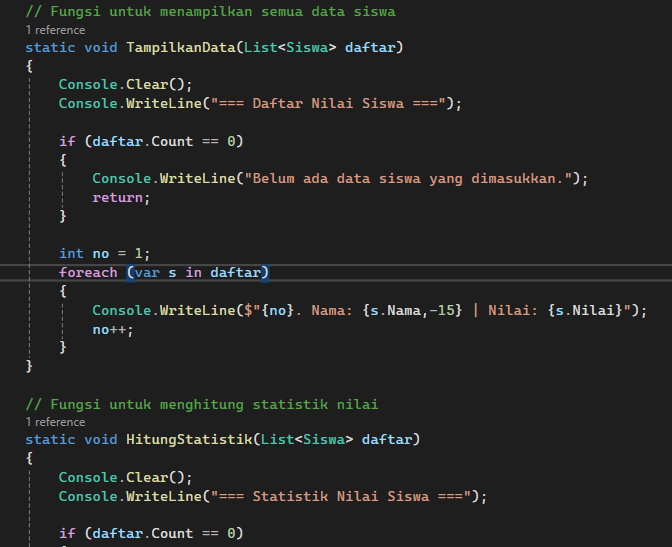 // Fungsi untuk menampilkan semua data siswa
1 reference
static void TampilkanData(List<Siswa> daftar)
{
    Console.Clear();
    Console.WriteLine("=== Daftar Nilai Siswa ===");

    if (daftar.Count == 0)
    {
        Console.WriteLine("Belum ada data siswa yang dimasukkan.");
        return;
    }

    int no = 1;
    foreach (var s in daftar)
    {
        Console.WriteLine($"{no}. Nama: {s.Nama,-15} | Nilai: {s.Nilai}");
        no++;
    }
}

// Fungsi untuk menghitung statistik nilai
1 reference
static void HitungStatistik(List<Siswa> daftar)
{
    Console.Clear();
    Console.WriteLine("=== Statistik Nilai Siswa ===");

    if (daftar.Count == 0)